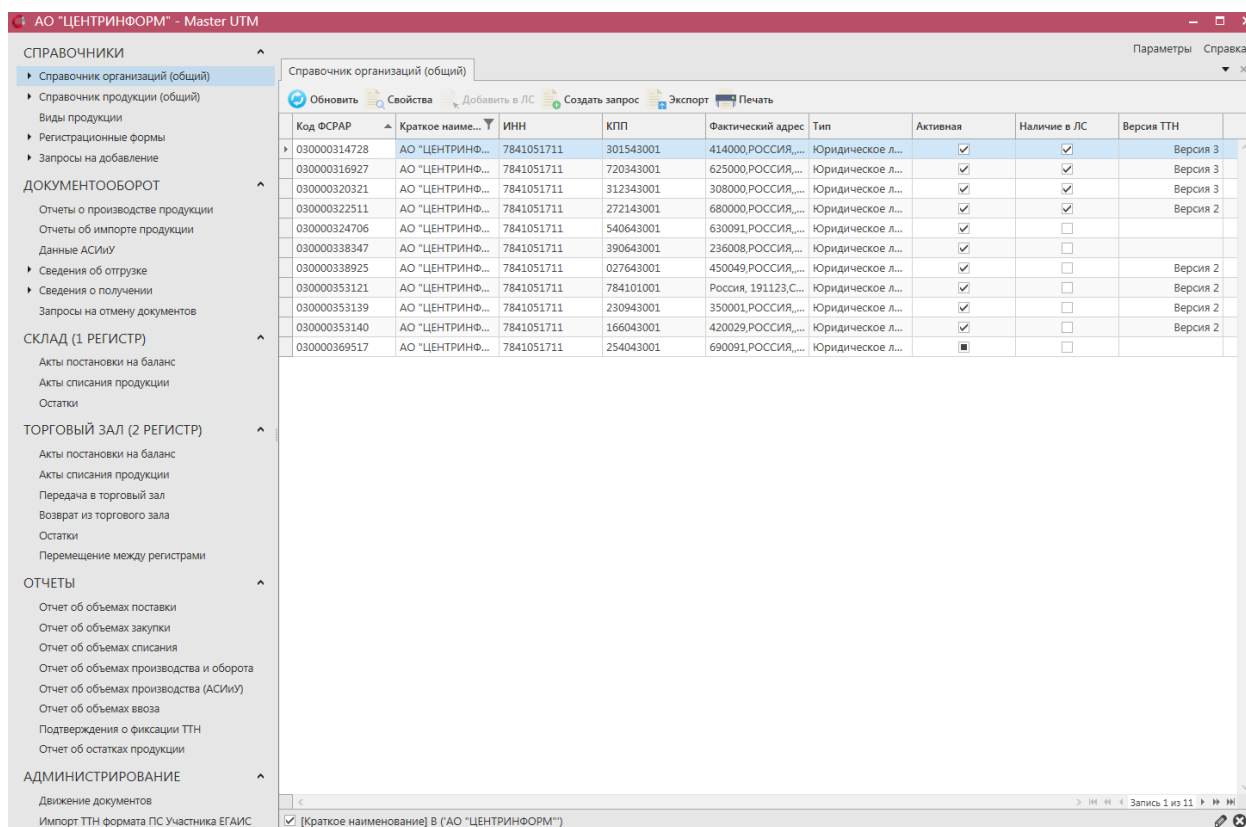 АО "ЦЕНТРИНФОРМ" - Master UTM
Параметры Справка
СПРАВОЧНИКИ
Справочник организаций (общий)
Справочник продукции (общий)
Виды продукции
Регистрационные формы
Запросы на добавление
ДОКУМЕНТООБОРОТ
Отчеты о производстве продукции
Отчеты об импорте продукции
Данные АСИиУ
Сведения об отгрузке
Сведения о получении
Запросы на отмену документов
СКЛАД (1 РЕГИСТР)
Акты постановки на баланс
Акты списания продукции
Остатки
ТОРГОВЫЙ ЗАЛ (2 РЕГИСТР)
Акты постановки на баланс
Акты списания продукции
Передача в торговый зал
Возврат из торгового зала
Остатки
Перемещение между регистрами
ОТЧЕТЫ
Отчет об объемах поставки
Отчет об объемах закупки
Отчет об объемах списания
Отчет об объемах производства и оборота
Отчет об объемах производства (АСИиУ)
Отчет об объемах ввоза
Подтверждения о фиксации ТТН
Отчет об остатках продукции
АДМИНИСТРИРОВАНИЕ
Движение документов
Импорт ТТН формата ПС Участника ЕГАИС
Справочник организаций (общий)
Обновить Свойства Добавить в ЛС Создать запрос Экспорт Печать
Код ФСРАР Краткое наиме... ИНН КПП Фактический адрес Тип Активная Наличие в ЛС Версия ТТН
030000314728 АО "ЦЕНТРИНФ... 7841051711 301543001 414000,РОССИЯ,,... Юридическое л... Версия 3
030000316927 АО "ЦЕНТРИНФ... 7841051711 720343001 625000,РОССИЯ,... Юридическое л... Версия 3
030000320321 АО "ЦЕНТРИНФ... 7841051711 312343001 308000,РОССИЯ,,... Юридическое л... Версия 3
030000322511 АО "ЦЕНТРИНФ... 7841051711 272143001 680000,РОССИЯ,,... Юридическое л... Версия 2
030000324706 АО "ЦЕНТРИНФ... 7841051711 540643001 630091,РОССИЯ,,... Юридическое л...
030000338347 АО "ЦЕНТРИНФ... 7841051711 390643001 236008,РОССИЯ,... Юридическое л...
030000338925 АО "ЦЕНТРИНФ... 7841051711 027643001 450049,РОССИЯ,,... Юридическое л... Версия 2
030000353121 АО "ЦЕНТРИНФ... 7841051711 784101001 Россия, 191123,С... Юридическое л... Версия 2
030000353139 АО "ЦЕНТРИНФ... 7841051711 230943001 350001,РОССИЯ,,... Юридическое л... Версия 2
030000353140 АО "ЦЕНТРИНФ... 7841051711 166043001 420029,РОССИЯ,,... Юридическое л... Версия 2
030000369517 АО "ЦЕНТРИНФ... 7841051711 254043001 690091,РОССИЯ,,... Юридическое л...
Запись 1 из 11
[Краткое наименование] В ('АО "ЦЕНТРИНФОРМ"')